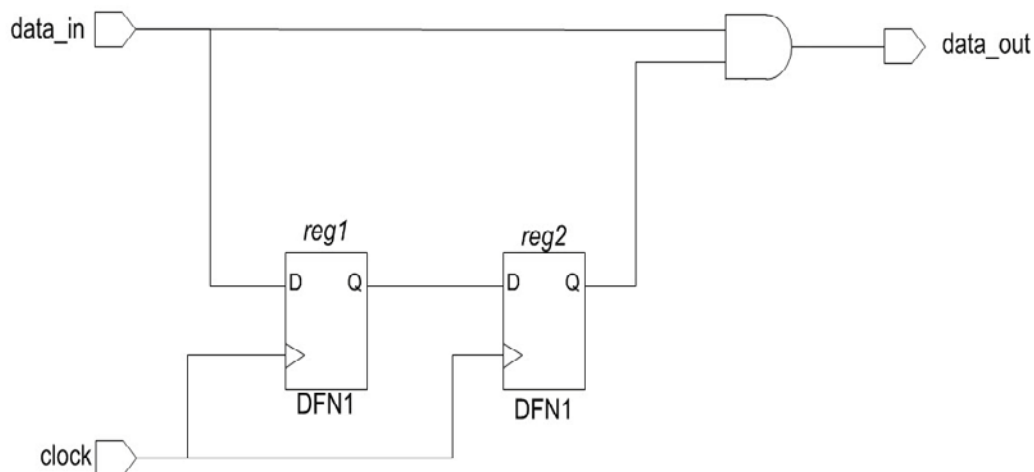 data_in
data_out
reg1
reg2
D Q
D Q
DFN1
DFN1
clock